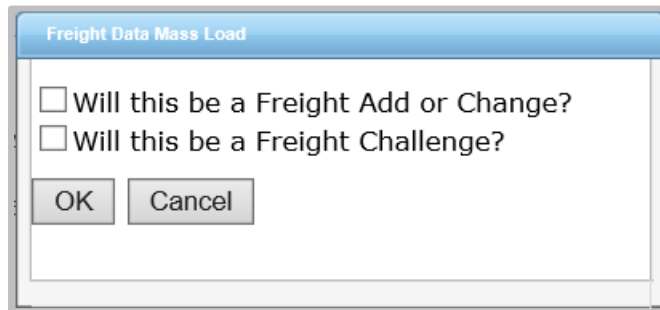 Freight Data Mass Load
Will this be a Freight Add or Change?
Will this be a Freight Challenge?
OK Cancel